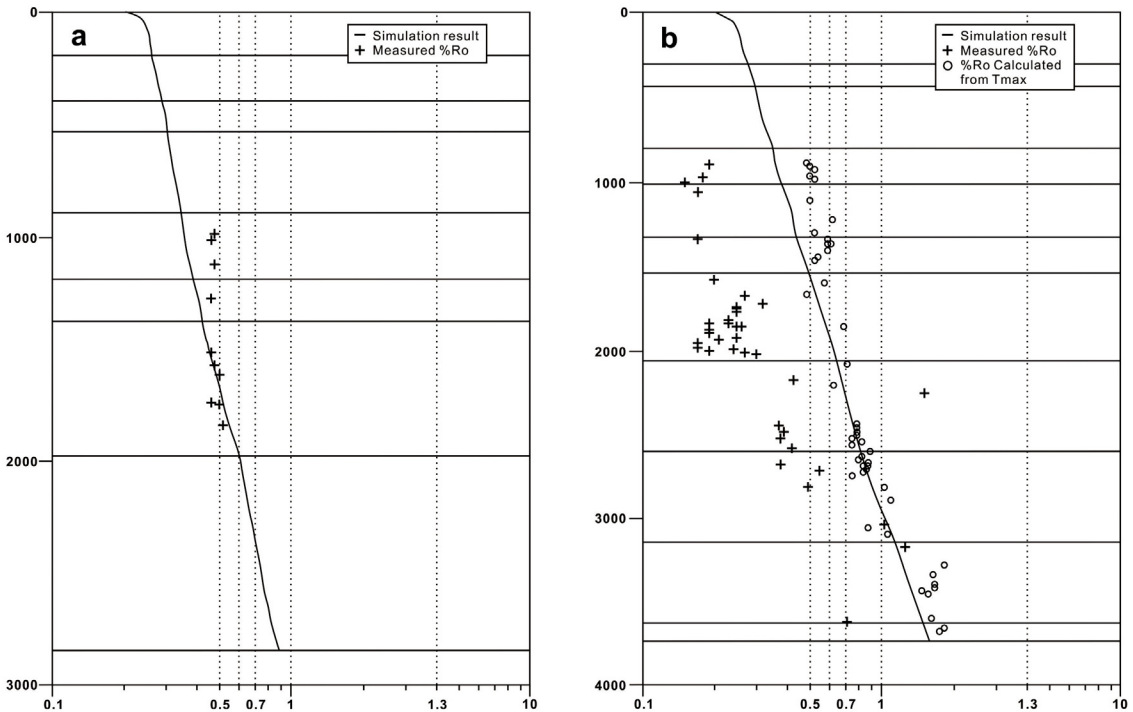 a
Simulation result
Measured %Ro
0
1000
2000
3000
0.1
0.5
0.7
1
1.3
10
b
Simulation result
Measured %Ro
%Ro Calculated
from Tmax
0
1000
2000
3000
4000
0.1
0.5
0.7
1
1.3
10